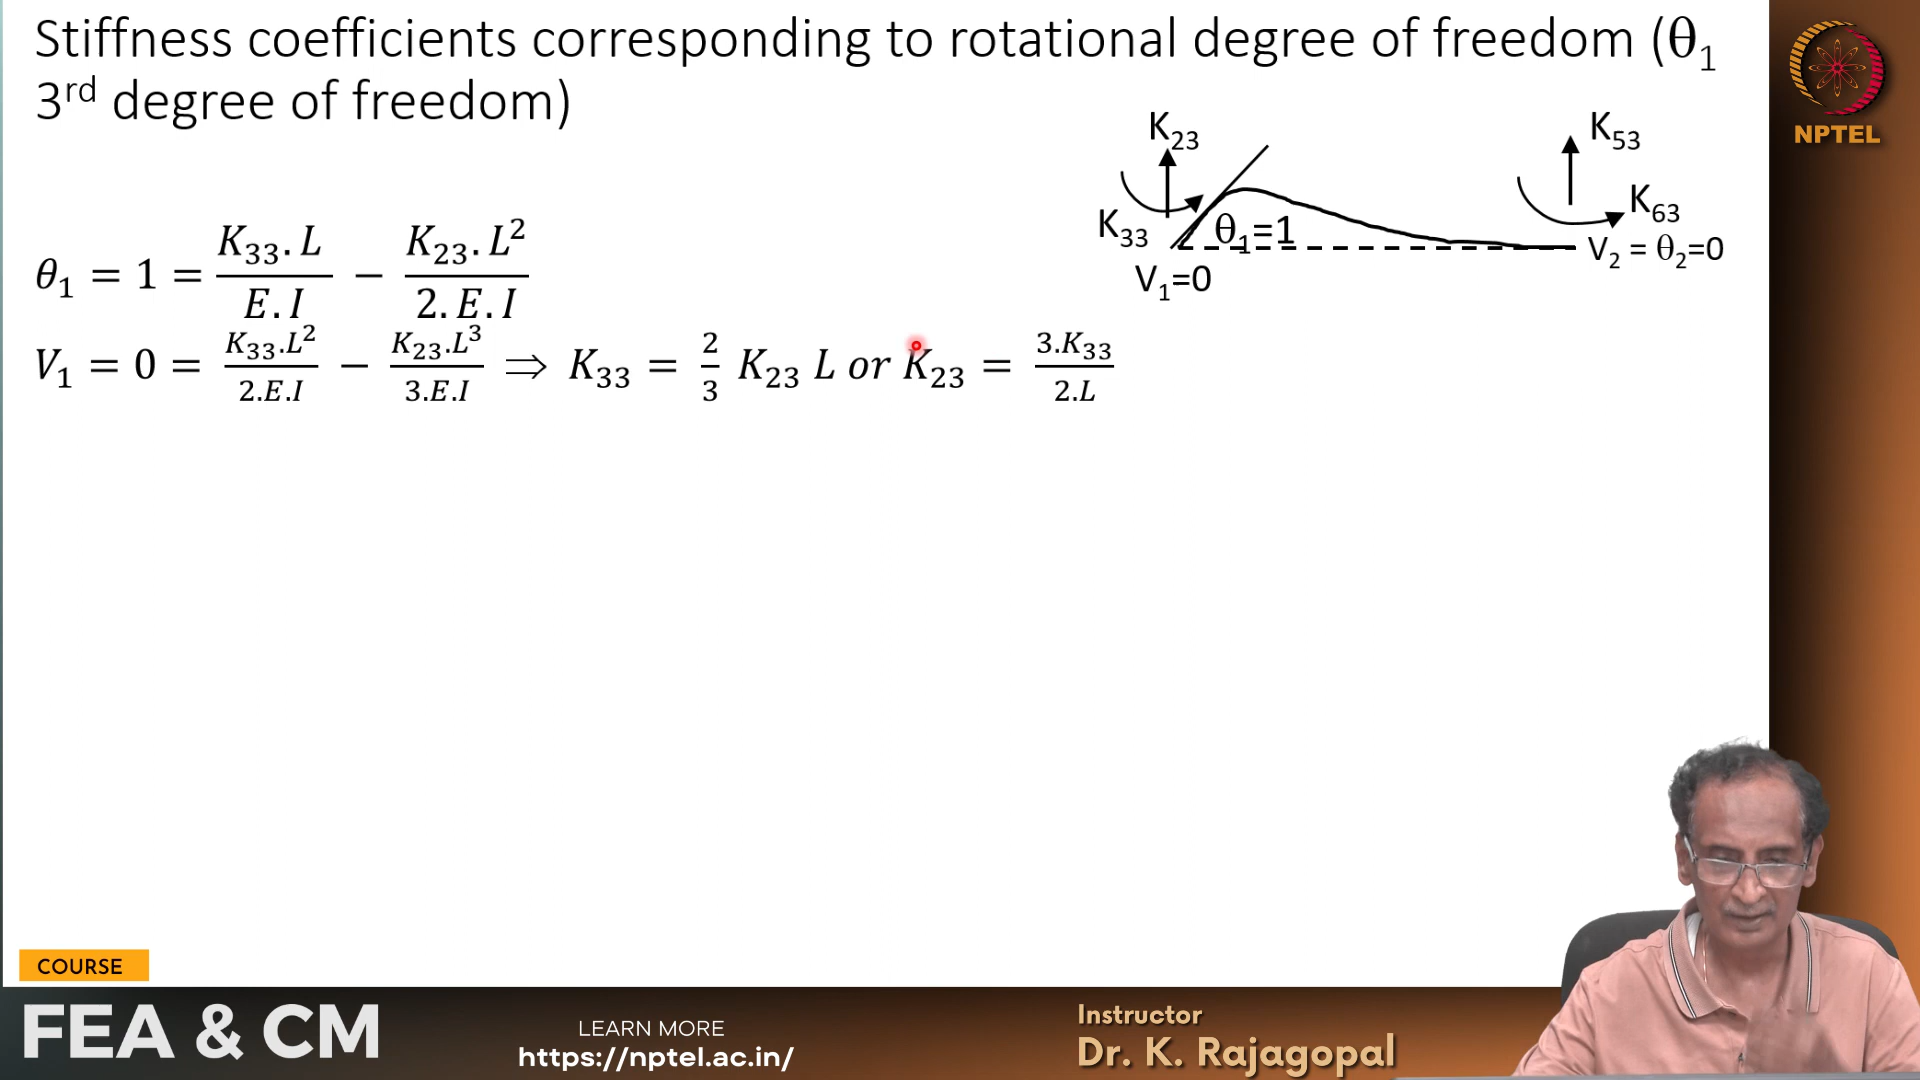 Stiffness coefficients corresponding to rotational degree of freedom (θ₁
3ʳᵈ degree of freedom)
NPTEL
K₂₃
K₅₃
K₃₃
θ₁=1
K₆₃
V₁=0
V₂ = θ₂=0
θ₁ = 1 = K₃₃.L/E.I − K₂₃.L²/2.E.I
V₁ = 0 = K₃₃.L²/2.E.I − K₂₃.L³/3.E.I ⟹ K₃₃ = 2/3 K₂₃ L or K₂₃ = 3.K₃₃/2.L
COURSE
FEA & CM
LEARN MORE
https://nptel.ac.in/
Instructor
Dr. K. Rajagopal